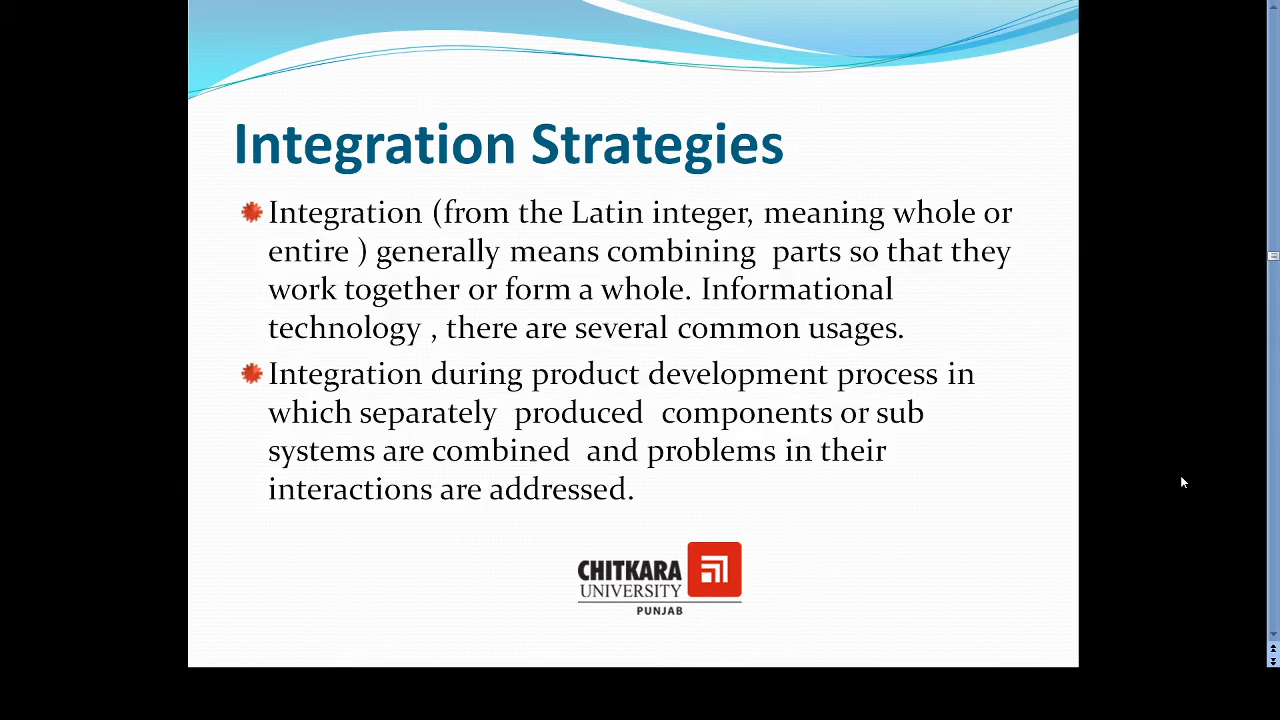 Integration Strategies
Integration (from the Latin integer, meaning whole or
entire ) generally means combining  parts so that they
work together or form a whole. Informational
technology , there are several common usages.
Integration during product development process in
which separately  produced  components or sub
systems are combined  and problems in their
interactions are addressed.
CHITKARA
UNIVERSITY
PUNJAB